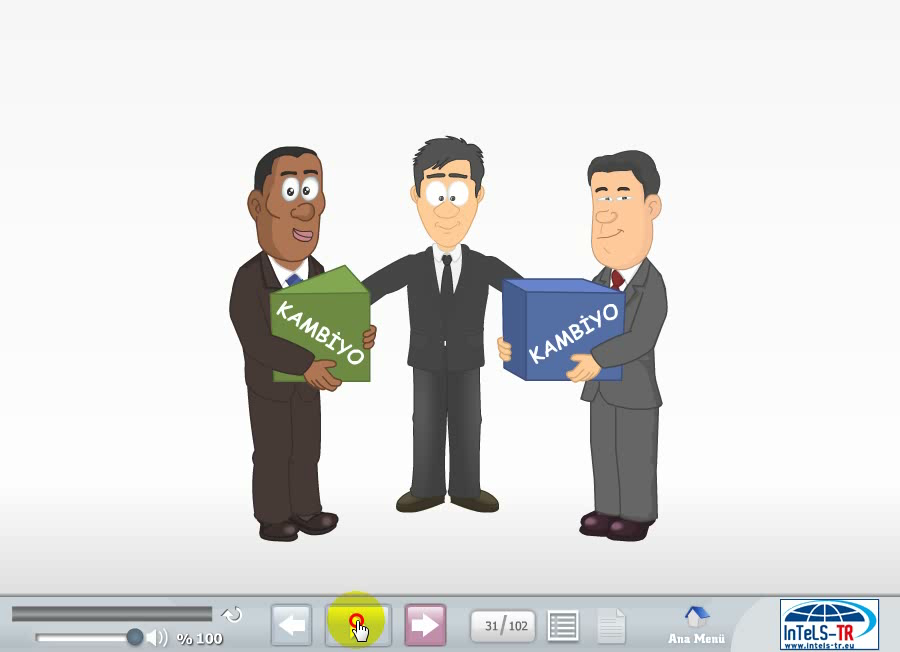 KAMBİYO
KAMBİYO
% 100
31 / 102
Ana Menü
InTeLS-TR
www.intels-tr.eu